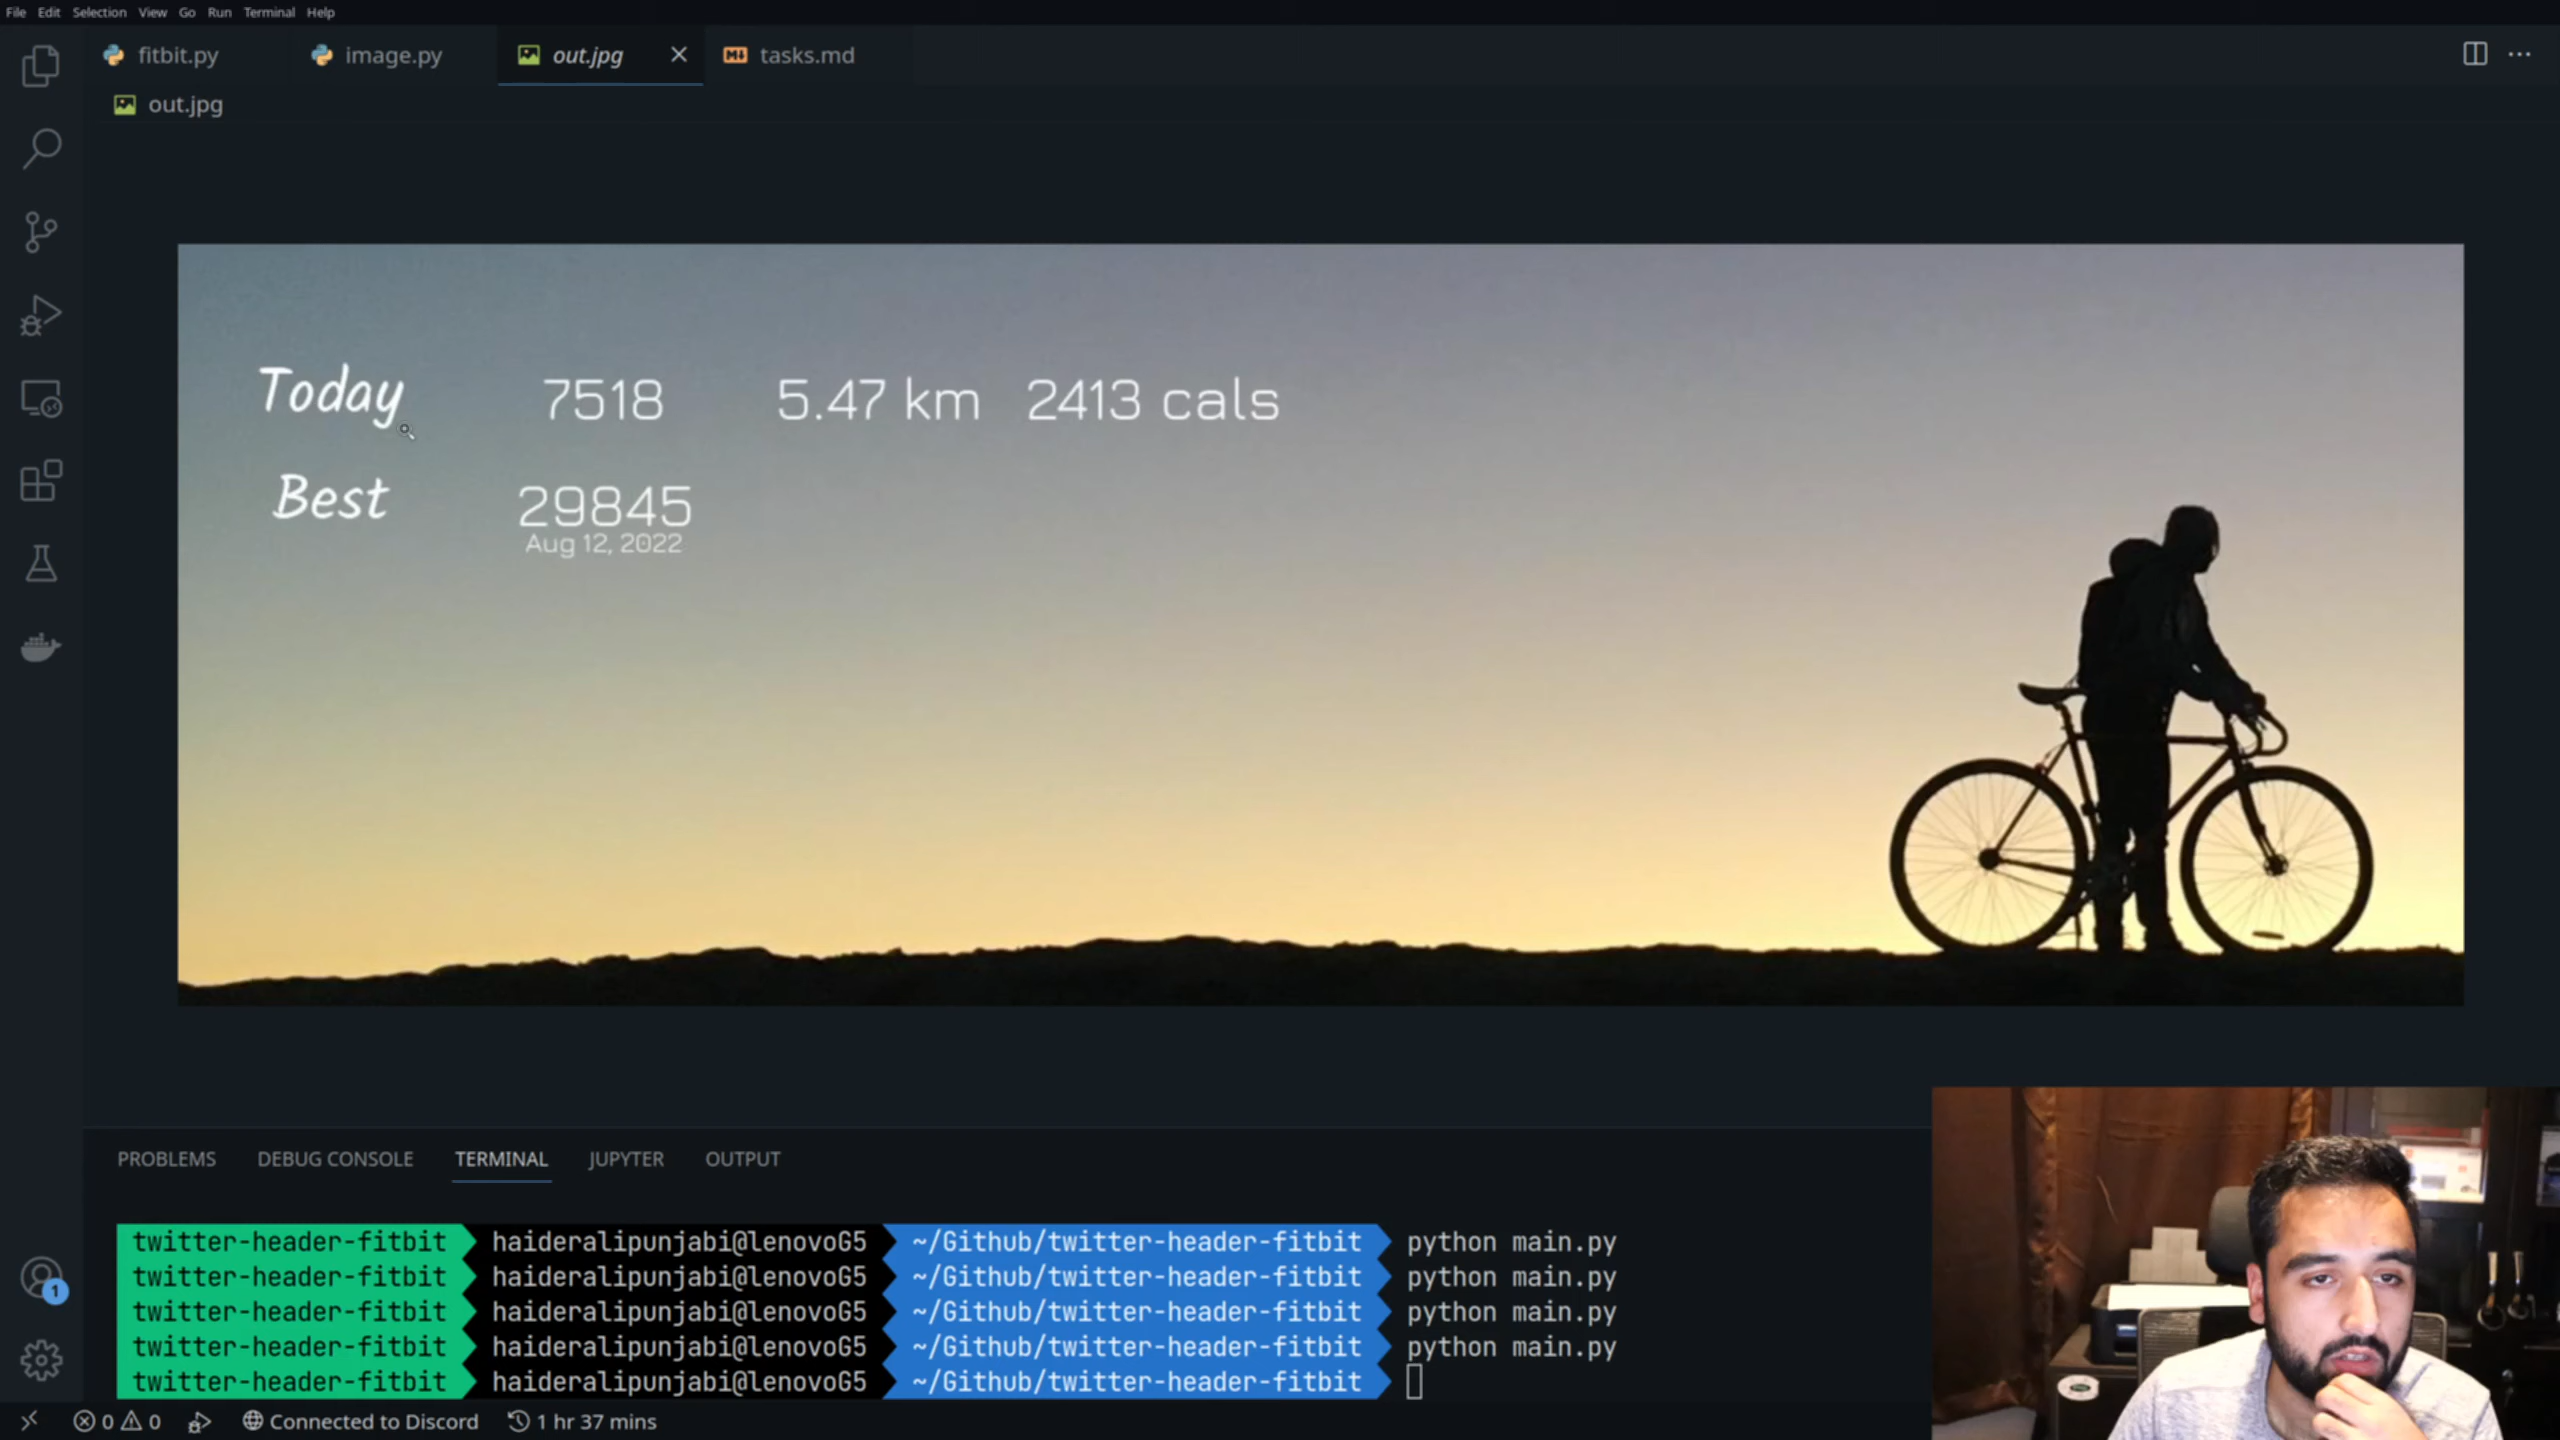 File Edit Selection View Go Run Terminal Help
fitbit.py image.py out.jpg tasks.md
out.jpg
Today 7518 5.47 km 2413 cals
Best 29845
Aug 12, 2022
PROBLEMS DEBUG CONSOLE TERMINAL JUPYTER OUTPUT
twitter-header-fitbit haideralipunjabi@lenovoG5 ~/Github/twitter-header-fitbit python main.py
twitter-header-fitbit haideralipunjabi@lenovoG5 ~/Github/twitter-header-fitbit python main.py
twitter-header-fitbit haideralipunjabi@lenovoG5 ~/Github/twitter-header-fitbit python main.py
twitter-header-fitbit haideralipunjabi@lenovoG5 ~/Github/twitter-header-fitbit python main.py
twitter-header-fitbit haideralipunjabi@lenovoG5 ~/Github/twitter-header-fitbit
1
0 0 Connected to Discord 1 hr 37 mins